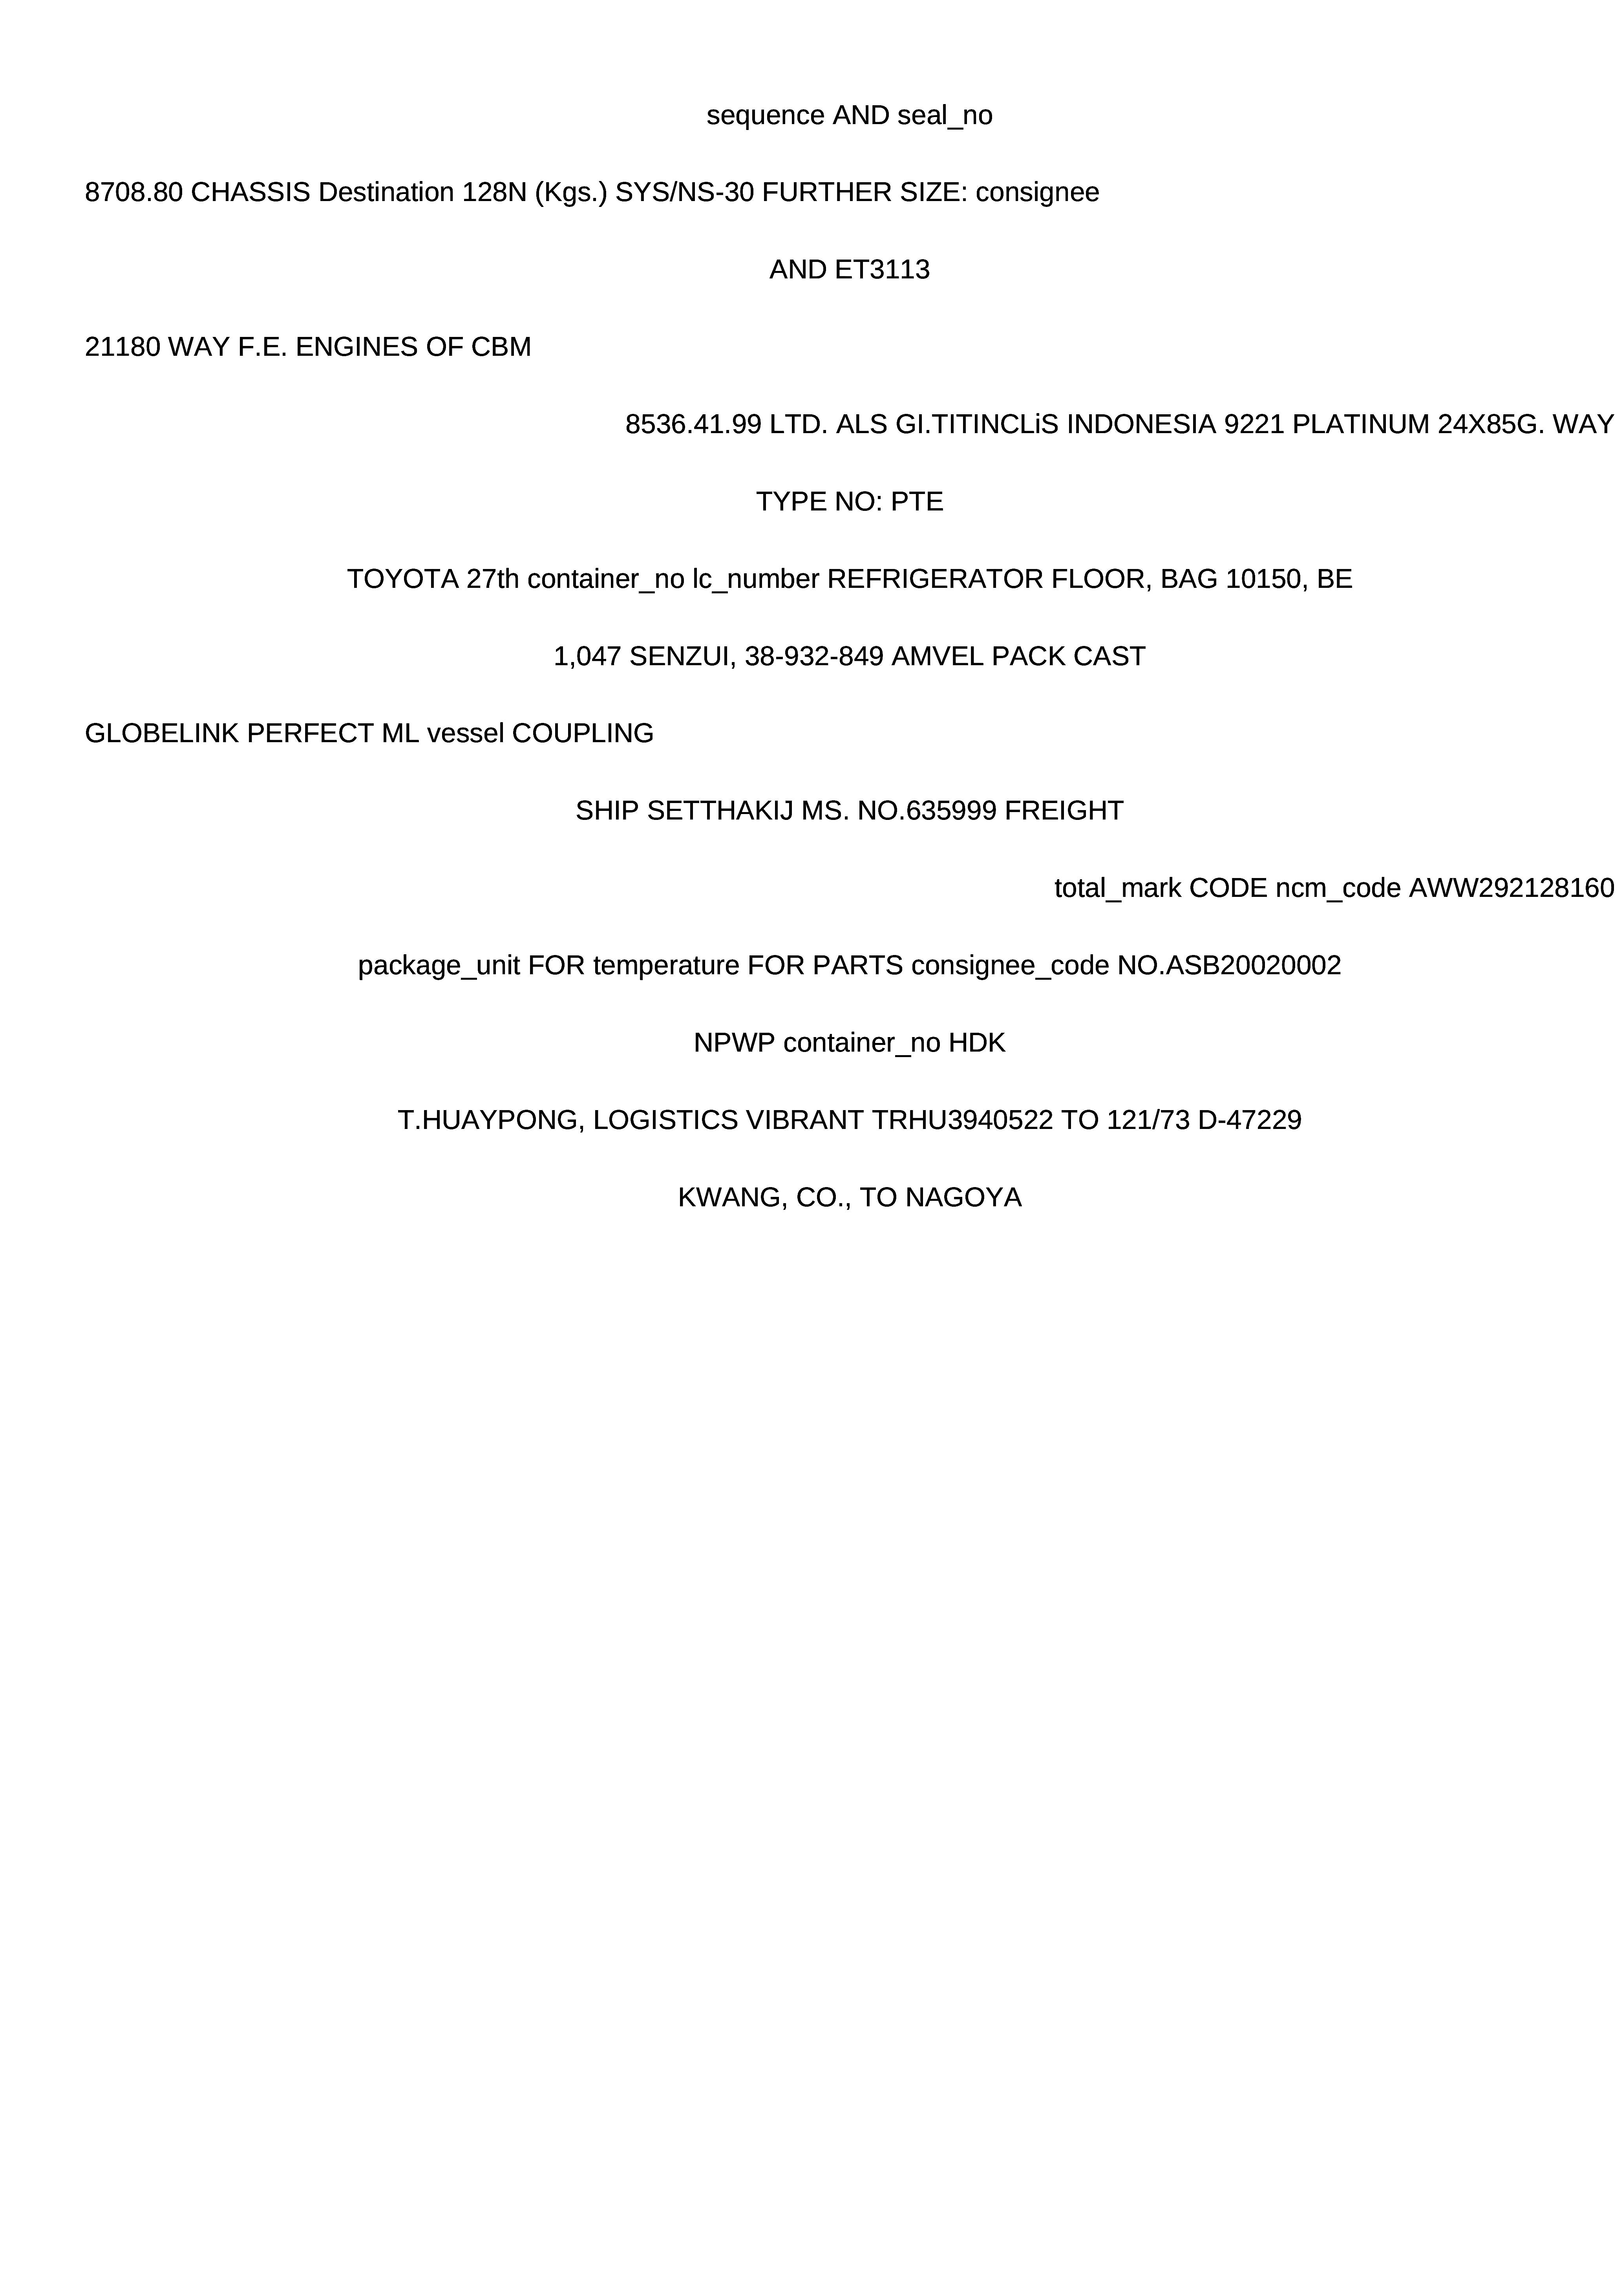 sequence AND seal_no
8708.80 CHASSIS Destination 128N (Kgs.) SYS/NS-30 FURTHER SIZE: consignee
AND ET3113
21180 WAY F.E. ENGINES OF CBM
8536.41.99 LTD. ALS GI.TITINCLiS INDONESIA 9221 PLATINUM 24X85G. WAY
TYPE NO: PTE
TOYOTA 27th container_no lc_number REFRIGERATOR FLOOR, BAG 10150, BE
1,047 SENZUI, 38-932-849 AMVEL PACK CAST
GLOBELINK PERFECT ML vessel COUPLING
SHIP SETTHAKIJ MS. NO.635999 FREIGHT
total_mark CODE ncm_code AWW292128160
package_unit FOR temperature FOR PARTS consignee_code NO.ASB20020002
NPWP container_no HDK
T.HUAYPONG, LOGISTICS VIBRANT TRHU3940522 TO 121/73 D-47229
KWANG, CO., TO NAGOYA